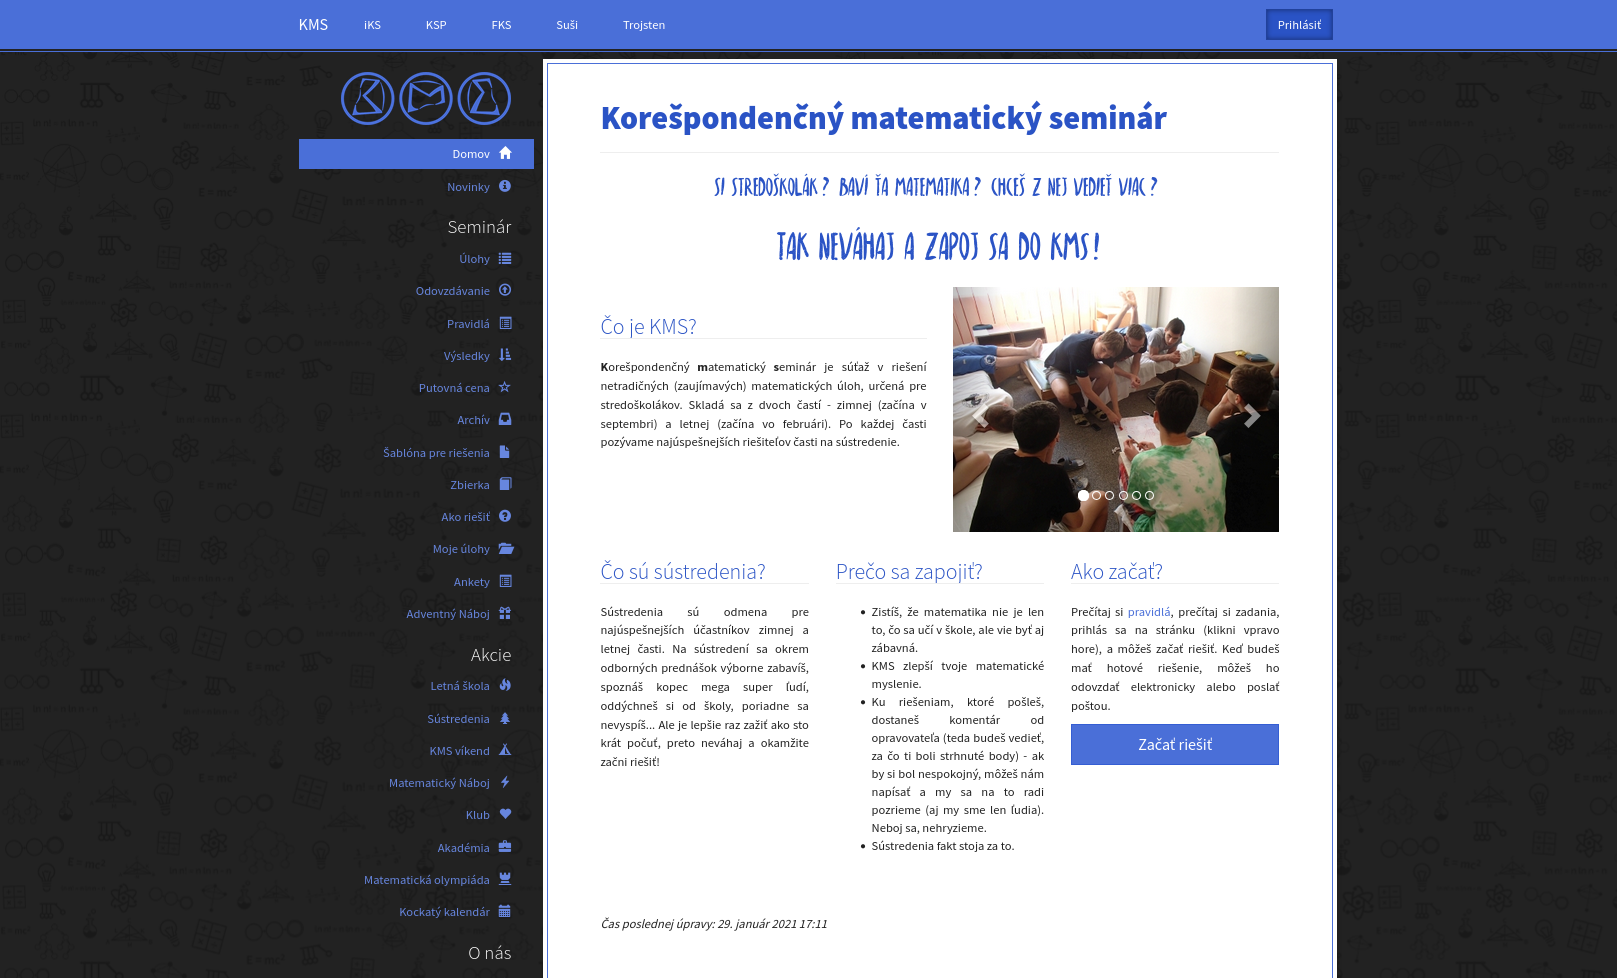 KMS iKS KSP FKS Suši Trojsten Prihlásiť
Domov
Novinky
Seminár
Úlohy
Odovzdávanie
Pravidlá
Výsledky
Putovná cena
Archív
Šablóna pre riešenia
Zbierka
Ako riešiť
Moje úlohy
Ankety
Adventný Náboj
Akcie
Letná škola
Sústredenia
KMS víkend
Matematický Náboj
Klub
Akadémia
Matematická olympiáda
Kockatý kalendár
O nás
Korešpondenčný matematický seminár
SI STREDOŠKOLÁK? BAVÍ ŤA MATEMATIKA? CHCEŠ Z NEJ VEDIEŤ VIAC?
TAK NEVÁHAJ A ZAPOJ SA DO KMS!
Čo je KMS?
Korešpondenčný matematický seminár je súťaž v riešení
netradičných (zaujímavých) matematických úloh, určená pre
stredoškolákov. Skladá sa z dvoch častí - zimnej (začína v
septembri) a letnej (začína vo februári). Po každej časti
pozývame najúspešnejších riešiteľov časti na sústredenie.
Čo sú sústredenia?
Sústredenia sú odmena pre
najúspešnejších účastníkov zimnej a
letnej časti. Na sústredení sa okrem
odborných prednášok výborne zabavíš,
spoznáš kopec mega super ľudí,
oddýchneš si od školy, poriadne sa
nevyspíš... Ale je lepšie raz zažiť ako sto
krát počuť, preto neváhaj a okamžite
začni riešiť!
Prečo sa zapojiť?
• Zistíš, že matematika nie je len
to, čo sa učí v škole, ale vie byť aj
zábavná.
• KMS zlepší tvoje matematické
myslenie.
• Ku riešeniam, ktoré pošleš,
dostaneš komentár od
opravovateľa (teda budeš vedieť,
za čo ti boli strhnuté body) - ak
by si bol nespokojný, môžeš nám
napísať a my sa na to radi
pozrieme (aj my sme len ľudia).
Neboj sa, nehryzieme.
• Sústredenia fakt stoja za to.
Ako začať?
Prečítaj si pravidlá, prečítaj si zadania,
prihlás sa na stránku (klikni vpravo
hore), a môžeš začať riešiť. Keď budeš
mať hotové riešenie, môžeš ho
odovzdať elektronicky alebo poslať
poštou.
Začať riešiť
Čas poslednej úpravy: 29. január 2021 17:11